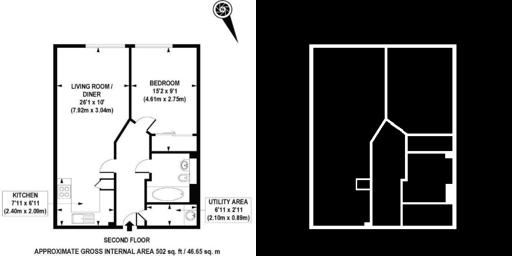 LIVING ROOM /
DINER
26'1 x 10'
(7.92m x 3.04m)
BEDROOM
15'2 x 9'1
(4.61m x 2.75m)
KITCHEN
7'11 x 6'11
(2.40m x 2.09m)
UTILITY AREA
6'11 x 2'11
(2.10m x 0.89m)
SECOND FLOOR
APPROXIMATE GROSS INTERNAL AREA 502 sq. ft / 46.65 sq. m